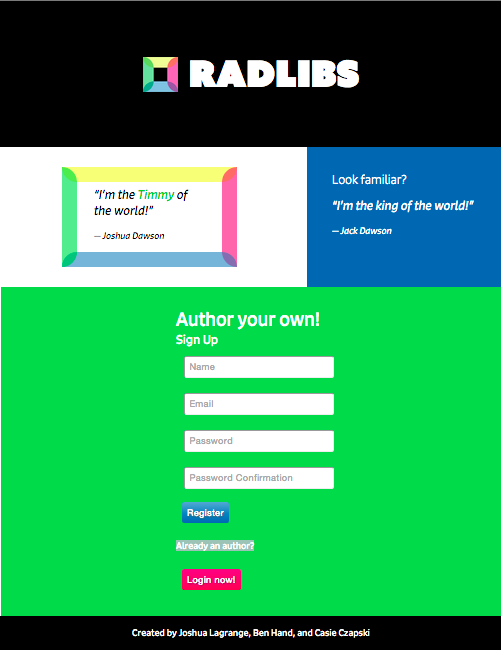 RADLIBS
"I'm the Timmy of
the world!"
— Joshua Dawson
Look familiar?
"I'm the king of the world!"
— Jack Dawson
Author your own!
Sign Up
Name
Email
Password
Password Confirmation
Register
Already an author?
Login now!
Created by Joshua Lagrange, Ben Hand, and Casie Czapski